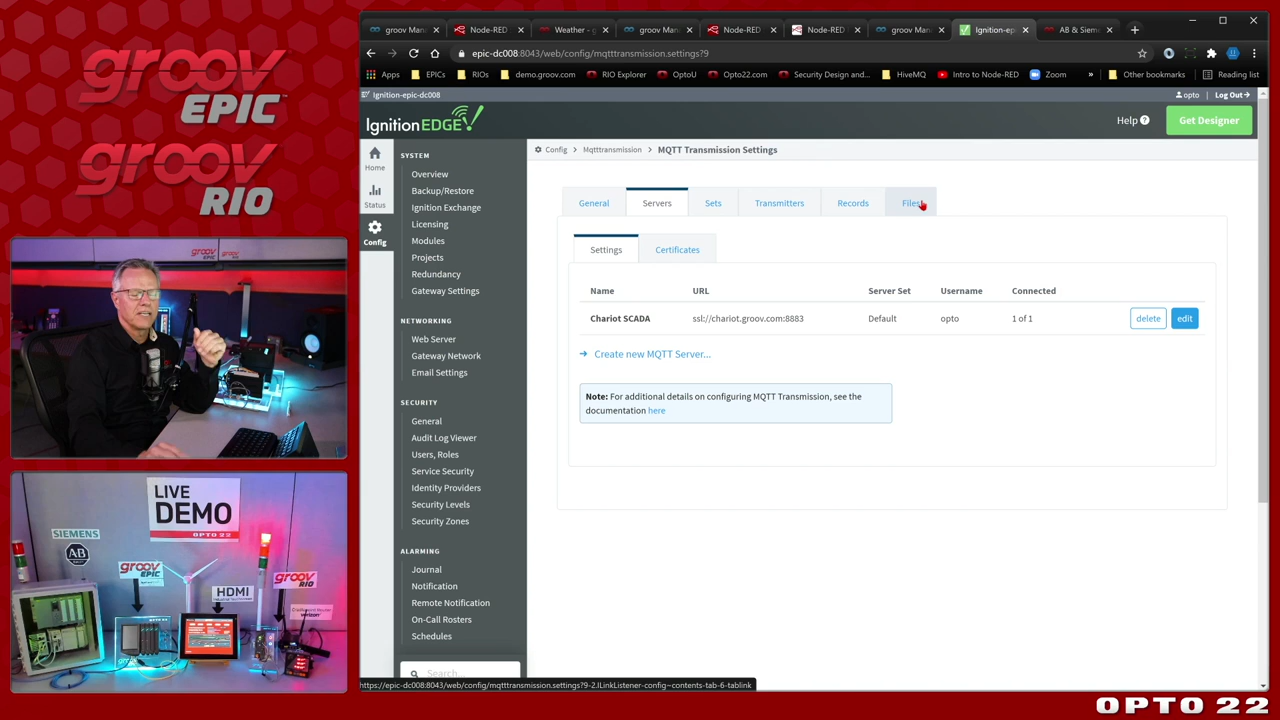 groov
EPIC™
groov
RIO
groov Man
Node-RED
Weather - g
groov Man
Node-RED
Node-RED
groov Man
Ignition-ep
AB & Siem
epic-dc008:8043/web/config/mqtttransmission.settings?9
Apps
EPICs
RIOs
demo.groov.com
RIO Explorer
OptoU
Opto22.com
Security Design and...
HiveMQ
Intro to Node-RED
Zoom
»
Other bookmarks
Reading list
Ignition-epic-dc008
opto
Log Out
Ignition EDGE!
Help
Get Designer
Home
Status
Config
SYSTEM
Overview
Backup/Restore
Ignition Exchange
Licensing
Modules
Projects
Redundancy
Gateway Settings
NETWORKING
Web Server
Gateway Network
Email Settings
SECURITY
General
Audit Log Viewer
Users, Roles
Service Security
Identity Providers
Security Levels
Security Zones
ALARMING
Journal
Notification
Remote Notification
On-Call Rosters
Schedules
Search...
Config > Mqtttransmission > MQTT Transmission Settings
General
Servers
Sets
Transmitters
Records
Files
Settings
Certificates
Name URL Server Set Username Connected
Chariot SCADA ssl://chariot.groov.com:8883 Default opto 1 of 1 delete edit
Create new MQTT Server...
Note: For additional details on configuring MQTT Transmission, see the
documentation here
https://epic-dc008:8043/web/config/mqtttransmission.settings?9-2.ILinkListener-config~contents-tab-6-tablink
groov
EPIC
groov
RIO
LIVE
DEMO
OPTO 22
SIEMENS
AB
groov
EPIC
HDMI
groov
RIO
verizon
OPTO 22